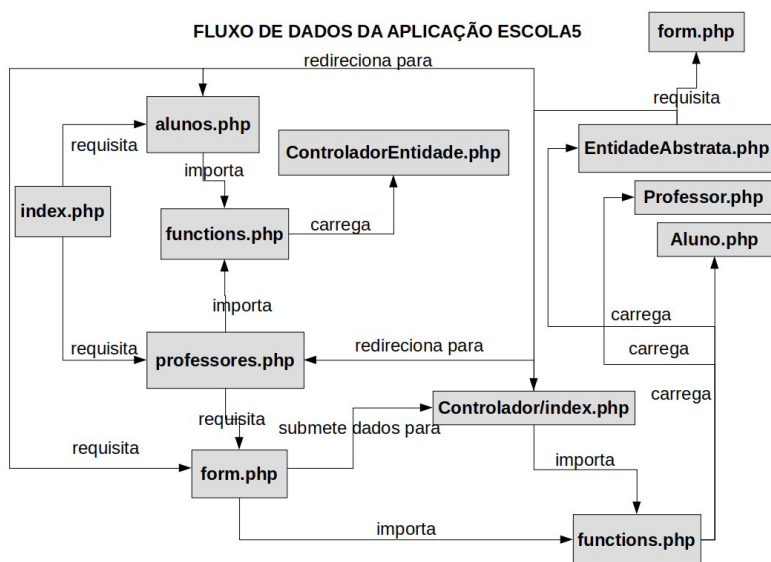 FLUXO DE DADOS DA APLICAÇÃO ESCOLA5
form.php
redireciona para
requisita
alunos.php
requisita
ControladorEntidade.php
EntidadeAbstrata.php
importa
Professor.php
index.php
functions.php
carrega
Aluno.php
importa
carrega
requisita
professores.php
redireciona para
carrega
carrega
requisita
submete dados para
Controlador/index.php
requisita
form.php
importa
importa
functions.php